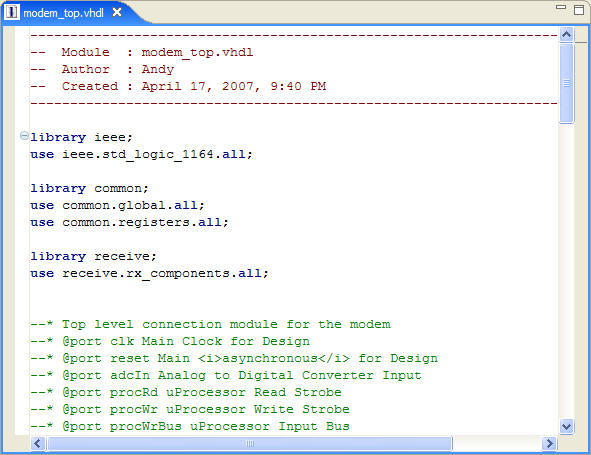 modem_top.vhdl
--------------------------------------------------------------------
--  Module  : modem_top.vhdl
--  Author  : Andy
--  Created : April 17, 2007, 9:40 PM
--------------------------------------------------------------------
library ieee;
use ieee.std_logic_1164.all;
library common;
use common.global.all;
use common.registers.all;
library receive;
use receive.rx_components.all;
--* Top level connection module for the modem
--* @port clk Main Clock for Design
--* @port reset Main <i>asynchronous</i> for Design
--* @port adcIn Analog to Digital Converter Input
--* @port procRd uProcessor Read Strobe
--* @port procWr uProcessor Write Strobe
--* @port procWrBus uProcessor Input Bus